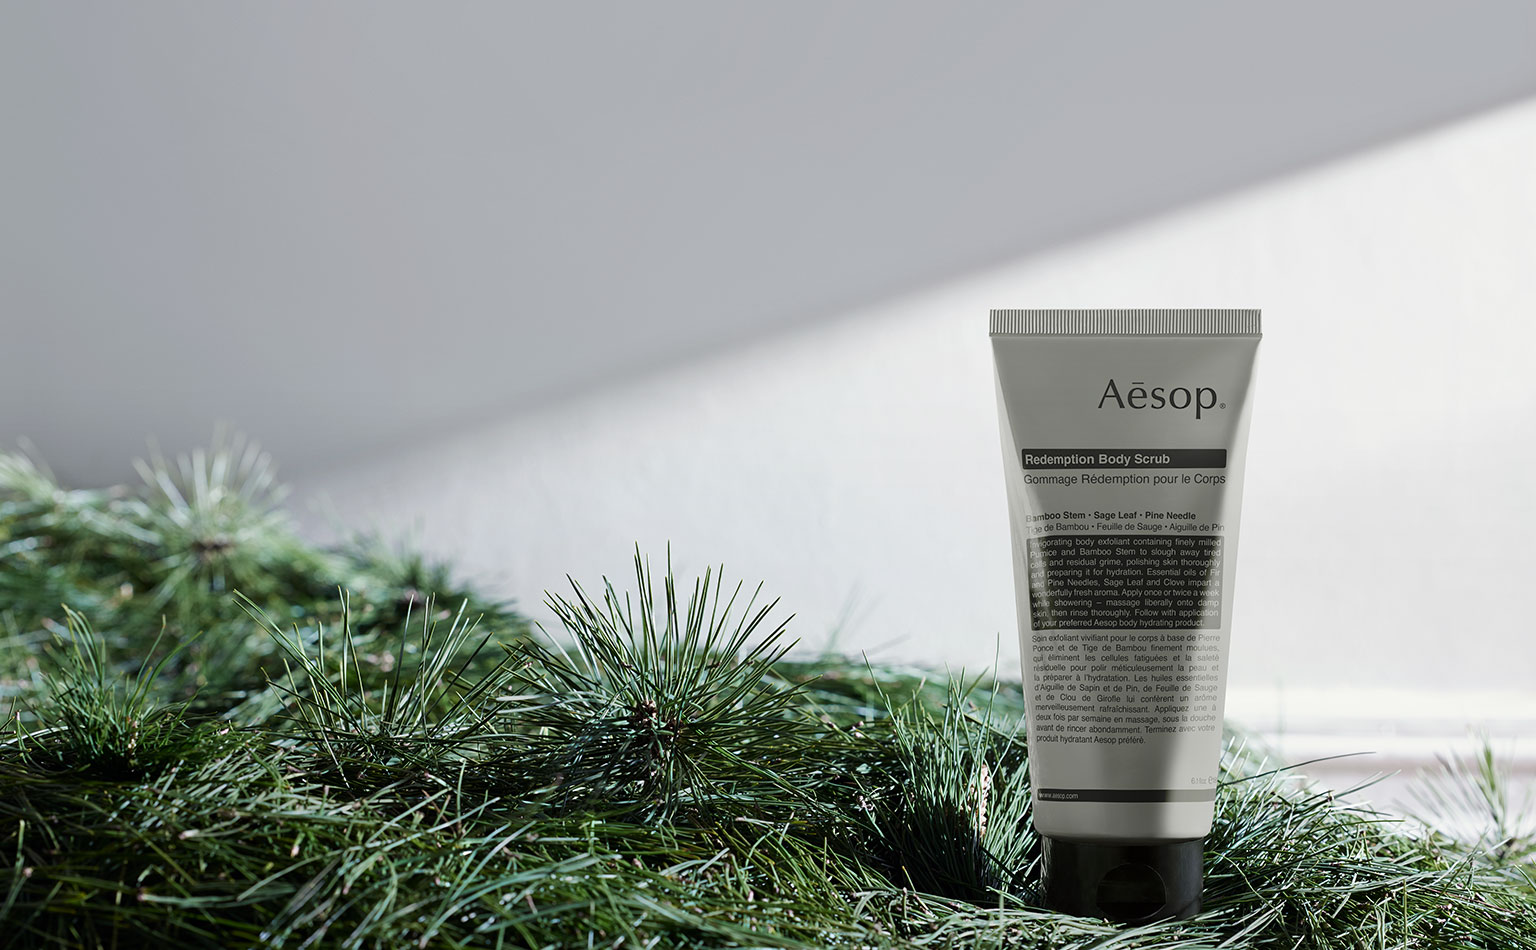 Aēsop®
Redemption Body Scrub
Gommage Rédemption pour le Corps
Bamboo Stem · Sage Leaf · Pine Needle
Tige de Bambou · Feuille de Sauge · Aiguille de Pin
Invigorating body exfoliant containing finely milled
Pumice and Bamboo Stem to slough away tired
cells and residual grime, polishing skin thoroughly
and preparing it for hydration. Essential oils of Fir
and Pine Needles, Sage Leaf and Clove impart a
wonderfully fresh aroma. Apply once or twice a week
while showering – massage liberally onto damp
skin, then rinse thoroughly. Follow with application
of your preferred Aesop body hydrating product.
Soin exfoliant vivifiant pour le corps à base de Pierre
Ponce et de Tige de Bambou finement moulues,
qui éliminent les cellules fatiguées et la saleté
résiduelle pour polir méticuleusement la peau et
la préparer à l'hydratation. Les huiles essentielles
d'Aiguille de Sapin et de Pin, de Feuille de Sauge
et de Clou de Girofle lui confèrent un arôme
merveilleusement rafraîchissant. Appliquez une à
deux fois par semaine en massage, sous la douche
avant de rincer abondamment. Terminez avec votre
produit hydratant Aesop préféré.
www.aesop.com